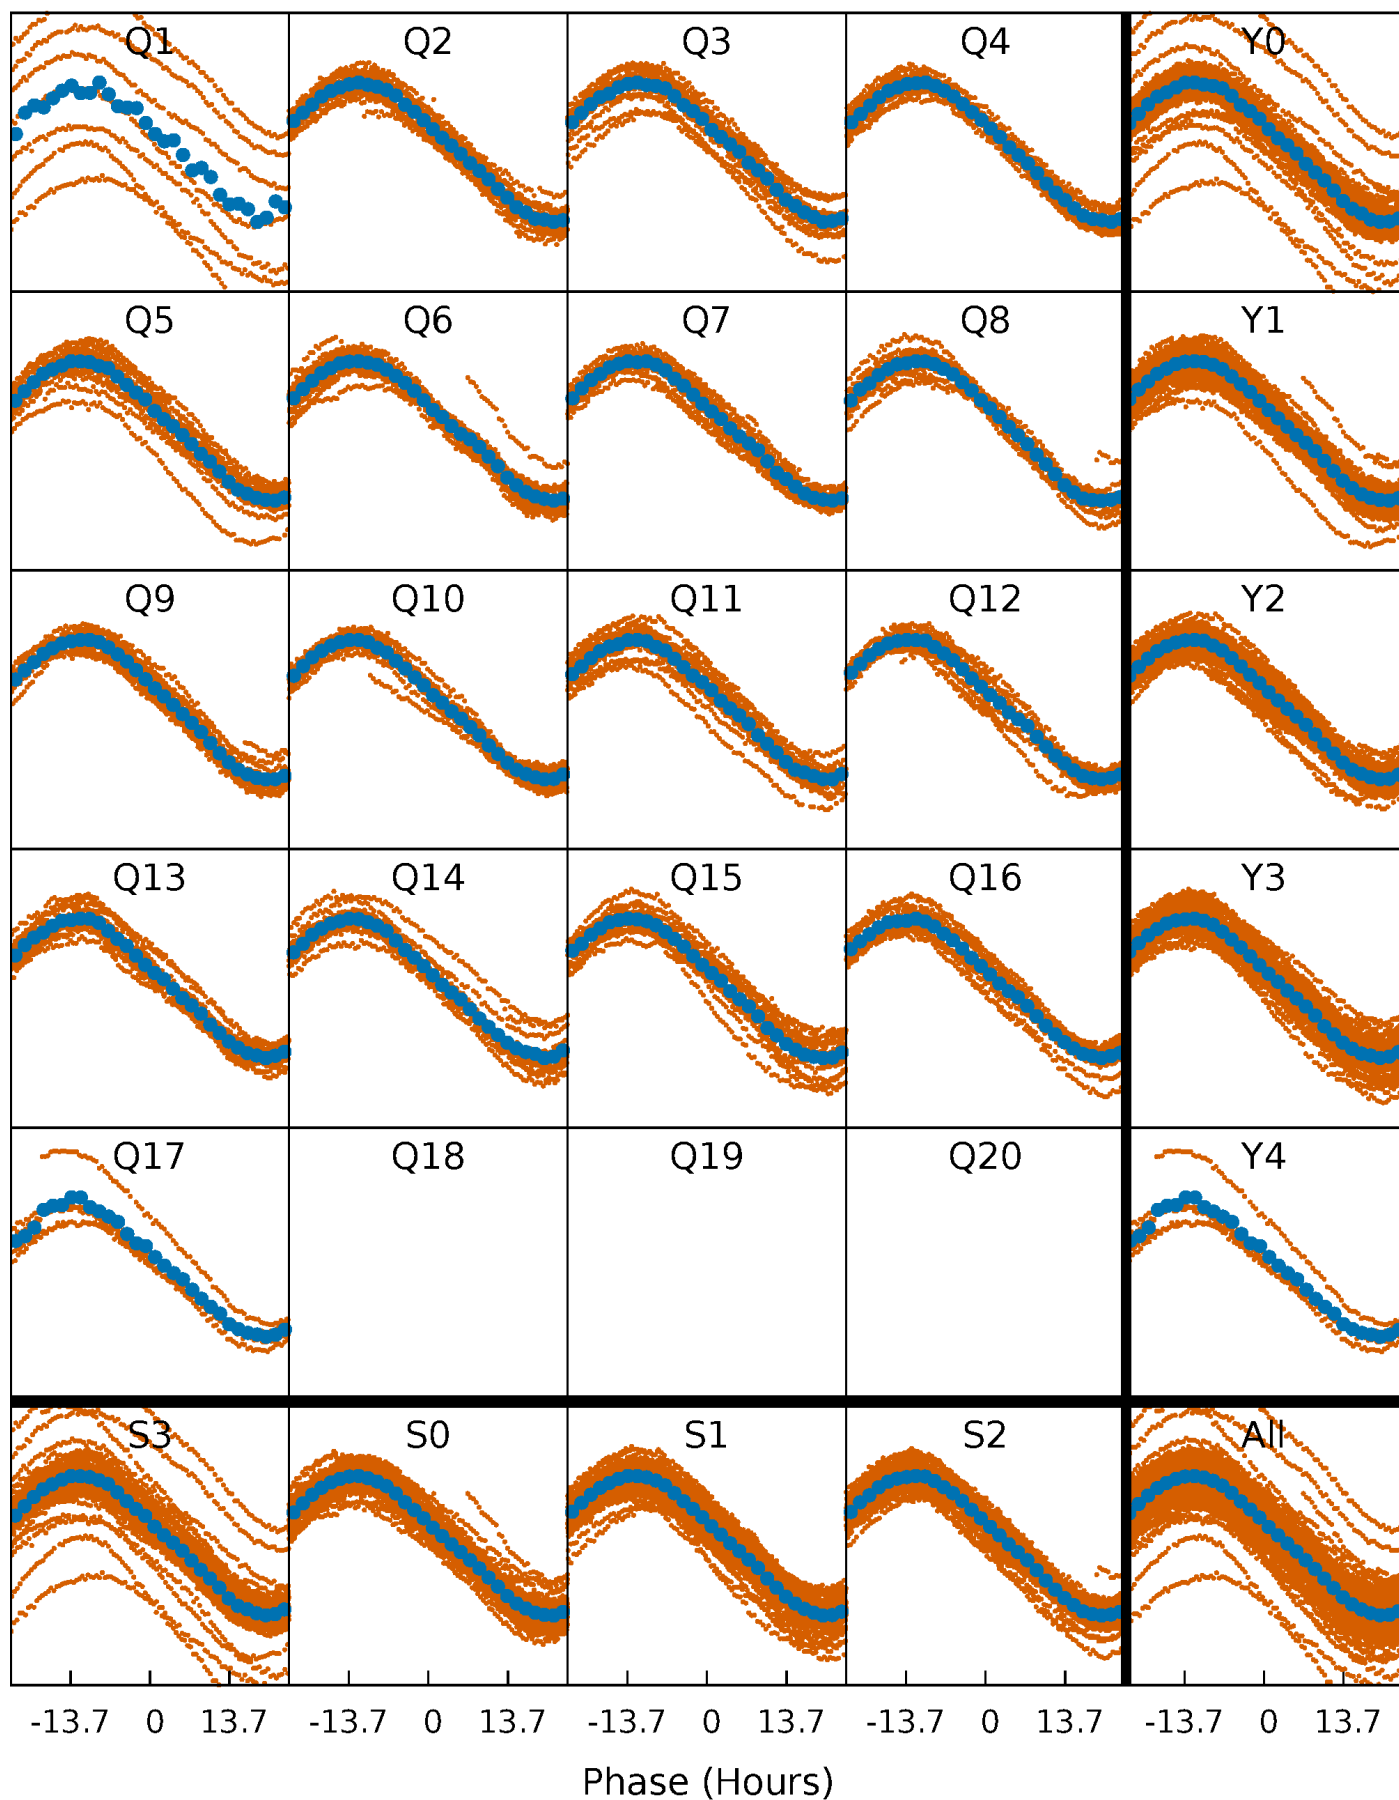 Q1 Q2 Q3 Q4 Y0
Q5 Q6 Q7 Q8 Y1
Q9 Q10 Q11 Q12 Y2
Q13 Q14 Q15 Q16 Y3
Q17 Q18 Q19 Q20 Y4
S3 S0 S1 S2 All
-13.7 0 13.7 -13.7 0 13.7 -13.7 0 13.7 -13.7 0 13.7 -13.7 0 13.7
Phase (Hours)